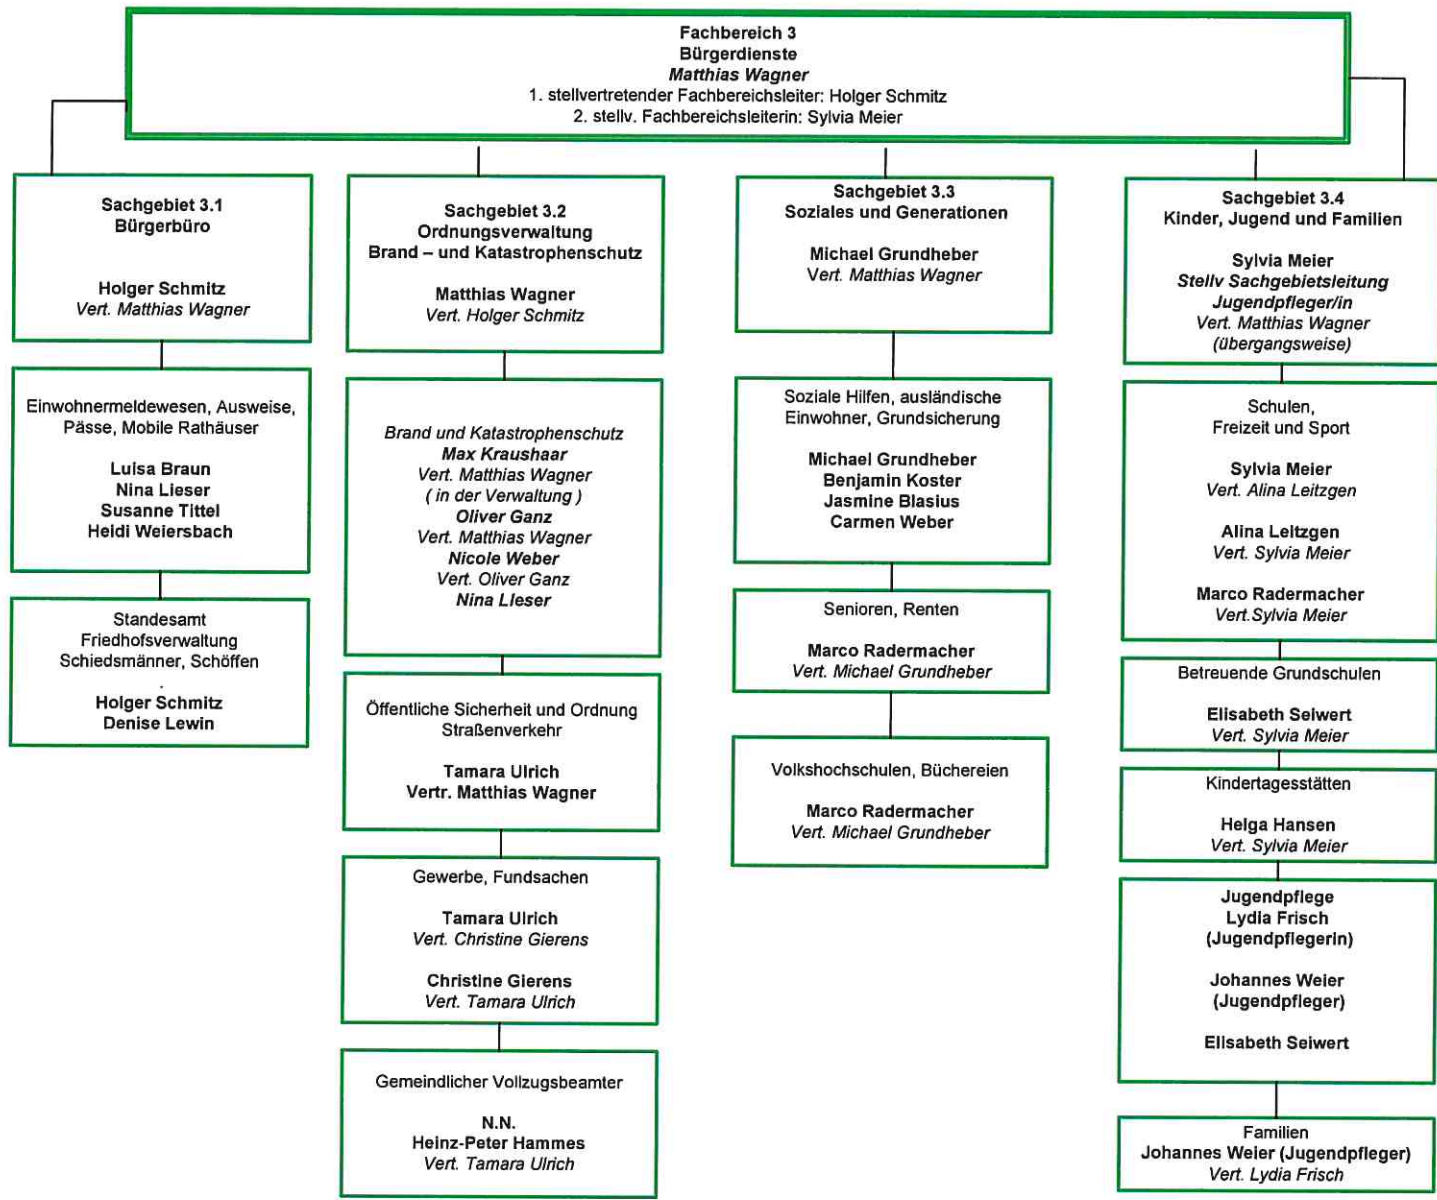 Fachbereich 3
Bürgerdienste
Matthias Wagner
1. stellvertretender Fachbereichsleiter: Holger Schmitz
2. stellv. Fachbereichsleiterin: Sylvia Meier
Sachgebiet 3.1
Bürgerbüro
Holger Schmitz
Vert. Matthias Wagner
Einwohnermeldewesen, Ausweise,
Pässe, Mobile Rathäuser
Luisa Braun
Nina Lieser
Susanne Tittel
Heidi Weiersbach
Standesamt
Friedhofsverwaltung
Schiedsmänner, Schöffen
.
Holger Schmitz
Denise Lewin
Sachgebiet 3.2
Ordnungsverwaltung
Brand – und Katastrophenschutz
Matthias Wagner
Vert. Holger Schmitz
Brand und Katastrophenschutz
Max Kraushaar
Vert. Matthias Wagner
( in der Verwaltung )
Oliver Ganz
Vert. Matthias Wagner
Nicole Weber
Vert. Oliver Ganz
Nina Lieser
Öffentliche Sicherheit und Ordnung
Straßenverkehr
Tamara Ulrich
Vertr. Matthias Wagner
Gewerbe, Fundsachen
Tamara Ulrich
Vert. Christine Gierens
Christine Gierens
Vert. Tamara Ulrich
Gemeindlicher Vollzugsbeamter
N.N.
Heinz-Peter Hammes
Vert. Tamara Ulrich
Sachgebiet 3.3
Soziales und Generationen
Michael Grundheber
Vert. Matthias Wagner
Soziale Hilfen, ausländische
Einwohner, Grundsicherung
Michael Grundheber
Benjamin Koster
Jasmine Blasius
Carmen Weber
Senioren, Renten
Marco Radermacher
Vert. Michael Grundheber
Volkshochschulen, Büchereien
Marco Radermacher
Vert. Michael Grundheber
Sachgebiet 3.4
Kinder, Jugend und Familien
Sylvia Meier
Stellv Sachgebietsleitung
Jugendpfleger/in
Vert. Matthias Wagner
(übergangsweise)
Schulen,
Freizeit und Sport
Sylvia Meier
Vert. Alina Leitzgen
Alina Leitzgen
Vert. Sylvia Meier
Marco Radermacher
Vert.Sylvia Meier
Betreuende Grundschulen
Elisabeth Seiwert
Vert. Sylvia Meier
Kindertagesstätten
Helga Hansen
Vert. Sylvia Meier
Jugendpflege
Lydia Frisch
(Jugendpflegerin)
Johannes Weier
(Jugendpfleger)
Elisabeth Seiwert
Familien
Johannes Weier (Jugendpfleger)
Vert. Lydia Frisch